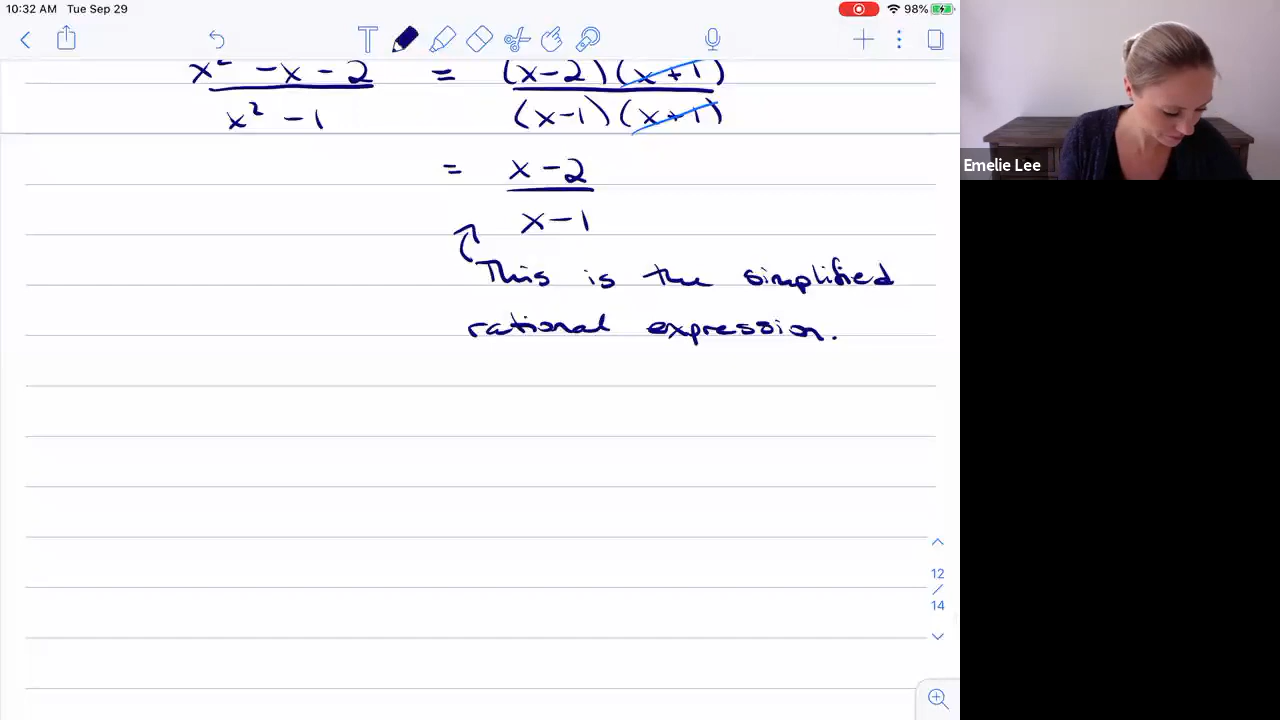 10:32 AM Tue Sep 29
98%
x² - x - 2 = (x-2)(x+1)
x² - 1 (x-1)(x+1)
= x - 2
x - 1
This is the simplified
rational expression.
Emelie Lee
12
/
14